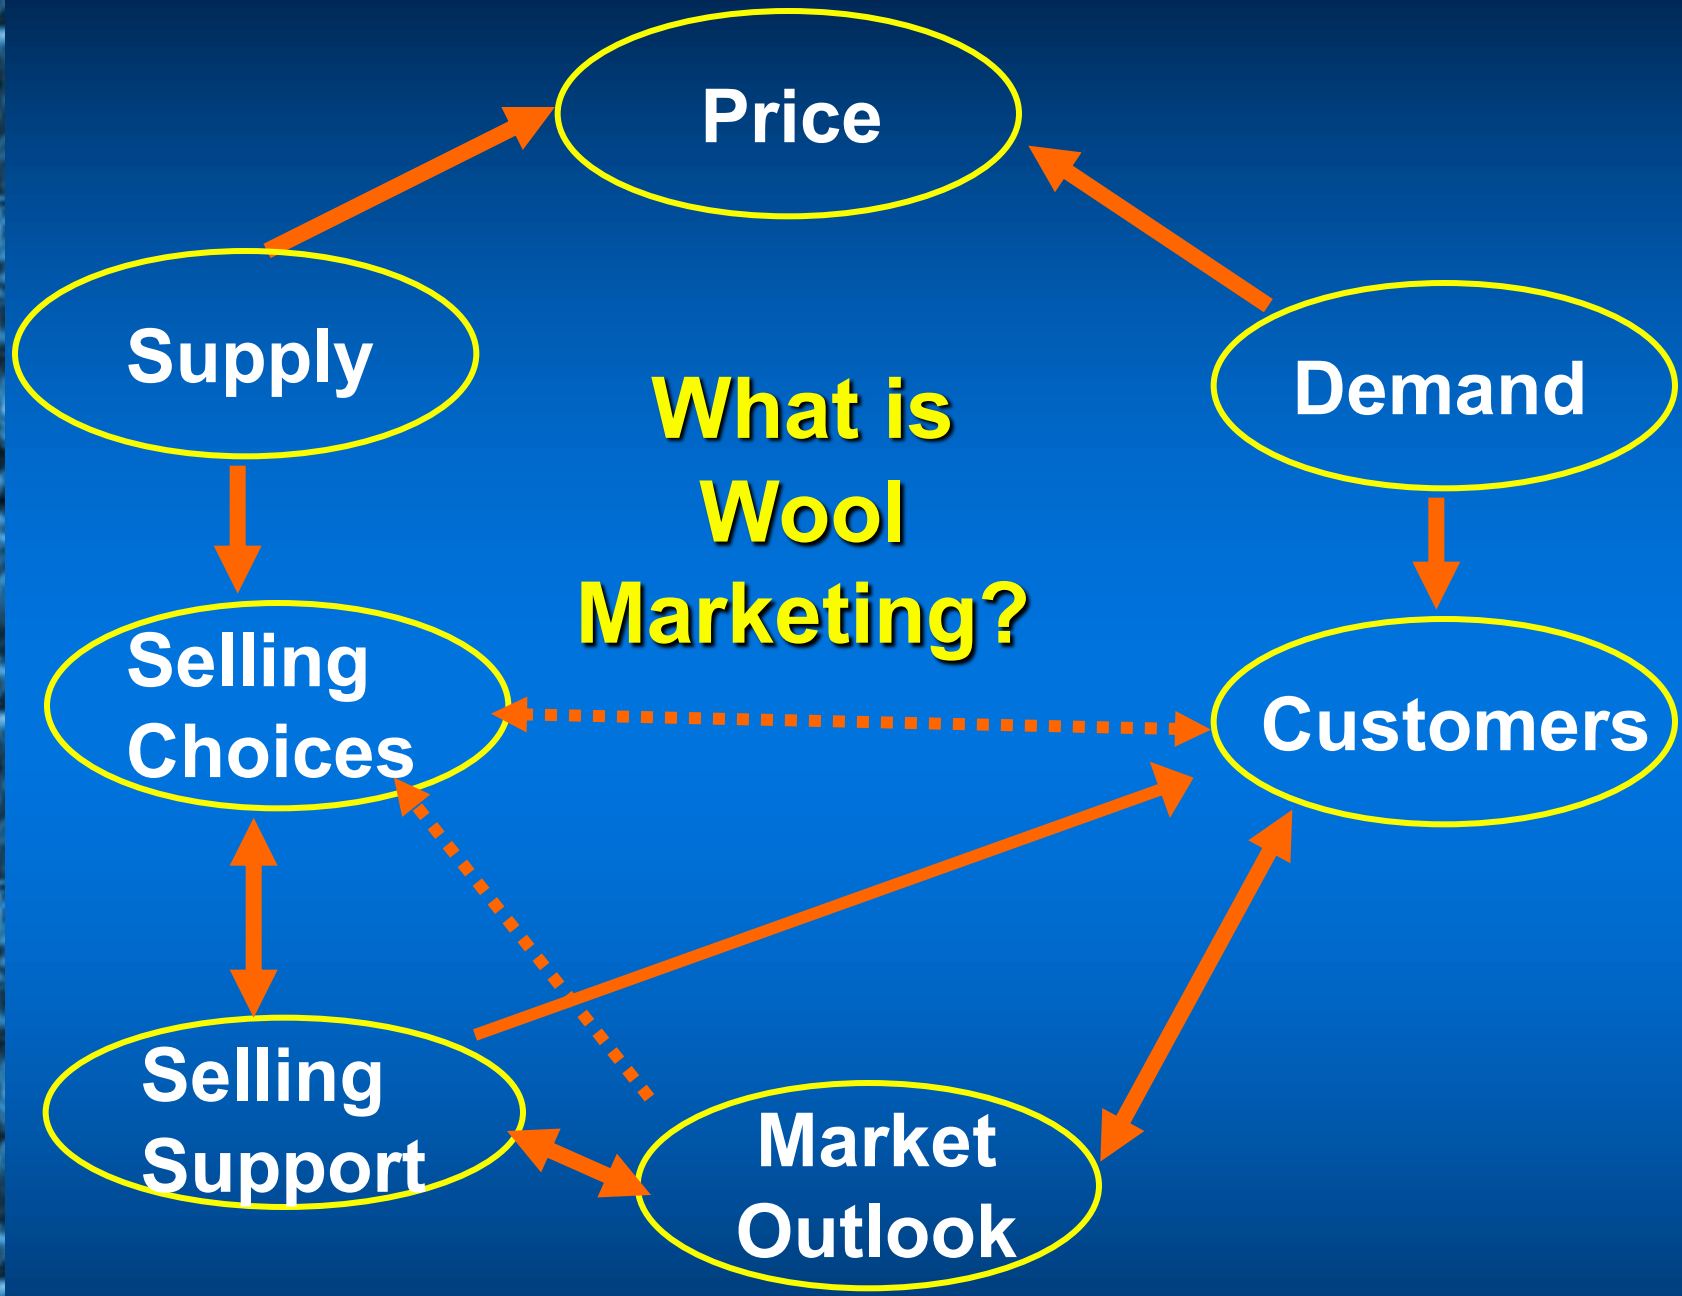 Price
Supply
Demand
What is
Wool
Marketing?
Selling
Choices
Customers
Selling
Support
Market
Outlook